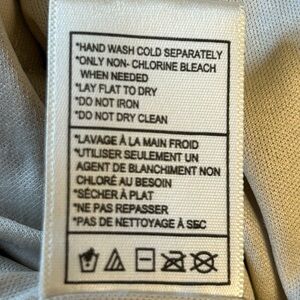 *HAND WASH COLD SEPARATELY
*ONLY NON- CHLORINE BLEACH
WHEN NEEDED
*LAY FLAT TO DRY
*DO NOT IRON
*DO NOT DRY CLEAN
*LAVAGE À LA MAIN FROID
*UTILISER SEULEMENT UN
AGENT DE BLANCHIMENT NON
CHLORÉ AU BESOIN
*SÉCHER À PLAT
*NE PAS REPASSER
*PAS DE NETTOYAGE À SEC